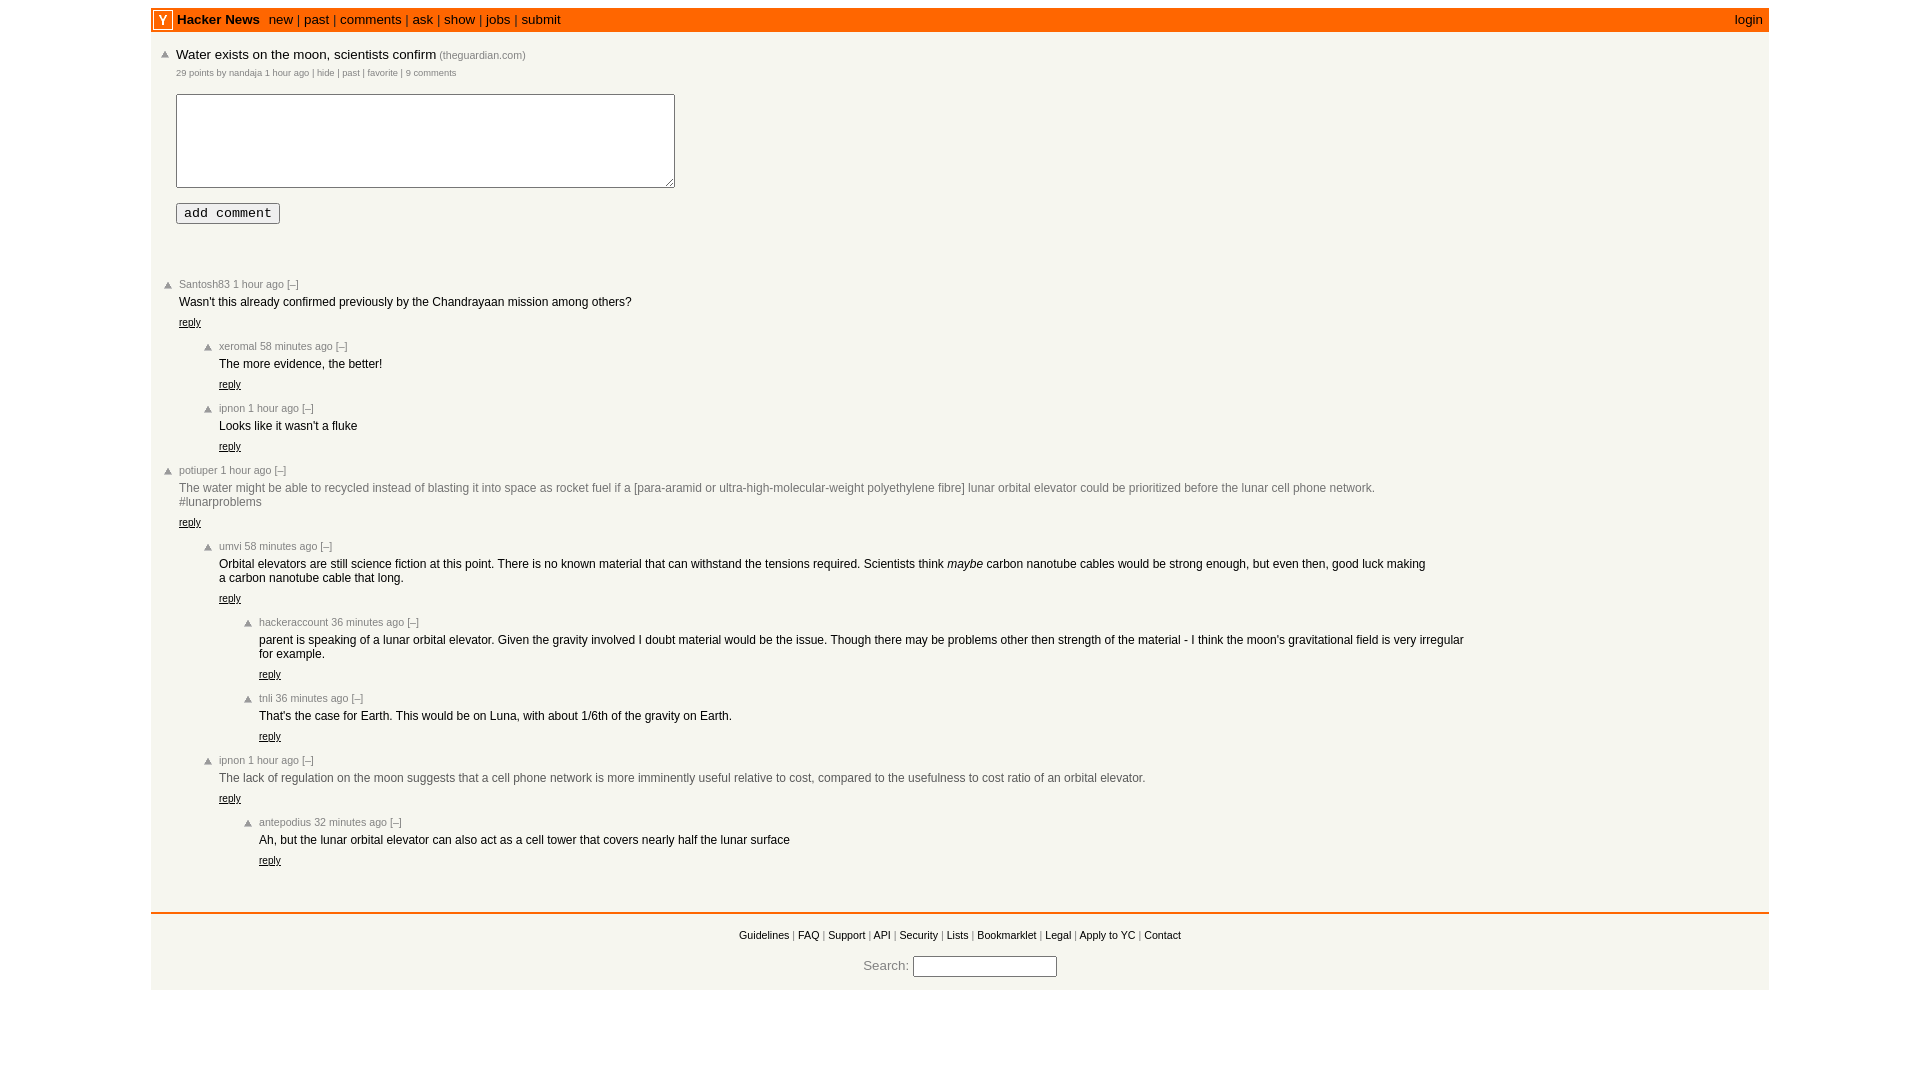 Y Hacker News new | past | comments | ask | show | jobs | submit login
Water exists on the moon, scientists confirm (theguardian.com)
29 points by nandaja 1 hour ago | hide | past | favorite | 9 comments
add comment
Santosh83 1 hour ago [–]
Wasn't this already confirmed previously by the Chandrayaan mission among others?
reply
xeromal 58 minutes ago [–]
The more evidence, the better!
reply
ipnon 1 hour ago [–]
Looks like it wasn't a fluke
reply
potiuper 1 hour ago [–]
The water might be able to recycled instead of blasting it into space as rocket fuel if a [para-aramid or ultra-high-molecular-weight polyethylene fibre] lunar orbital elevator could be prioritized before the lunar cell phone network.
#lunarproblems
reply
umvi 58 minutes ago [–]
Orbital elevators are still science fiction at this point. There is no known material that can withstand the tensions required. Scientists think maybe carbon nanotube cables would be strong enough, but even then, good luck making
a carbon nanotube cable that long.
reply
hackeraccount 36 minutes ago [–]
parent is speaking of a lunar orbital elevator. Given the gravity involved I doubt material would be the issue. Though there may be problems other then strength of the material - I think the moon's gravitational field is very irregular
for example.
reply
tnli 36 minutes ago [–]
That's the case for Earth. This would be on Luna, with about 1/6th of the gravity on Earth.
reply
ipnon 1 hour ago [–]
The lack of regulation on the moon suggests that a cell phone network is more imminently useful relative to cost, compared to the usefulness to cost ratio of an orbital elevator.
reply
antepodius 32 minutes ago [–]
Ah, but the lunar orbital elevator can also act as a cell tower that covers nearly half the lunar surface
reply
Guidelines | FAQ | Support | API | Security | Lists | Bookmarklet | Legal | Apply to YC | Contact
Search: